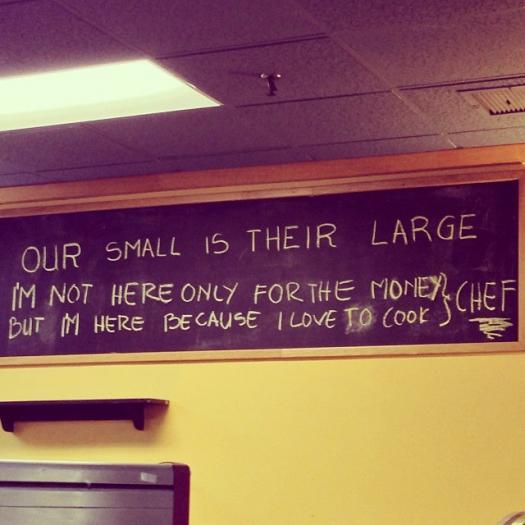 OUR SMALL IS THEIR LARGE
I'M NOT HERE ONLY FOR THE MONEY
BUT I'M HERE BECAUSE I LOVE TO COOK } CHEF